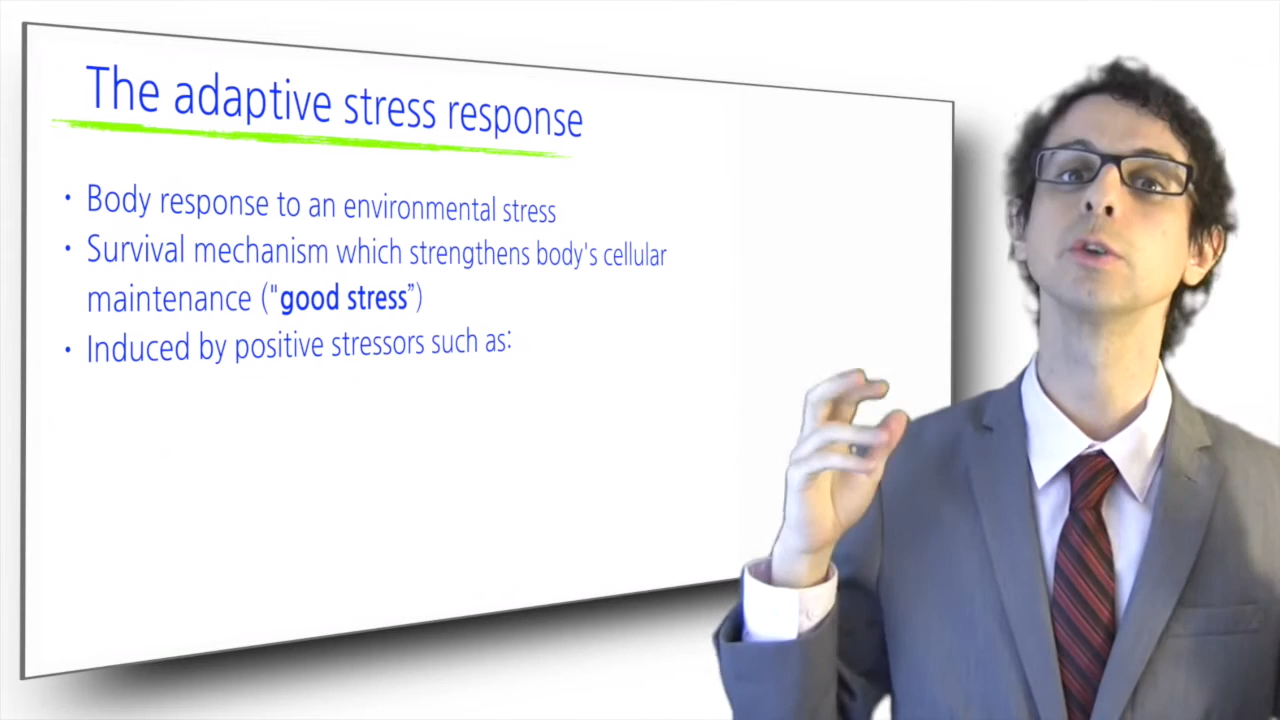 The adaptive stress response
• Body response to an environmental stress
• Survival mechanism which strengthens body's cellular
maintenance ("good stress”)
• Induced by positive stressors such as: